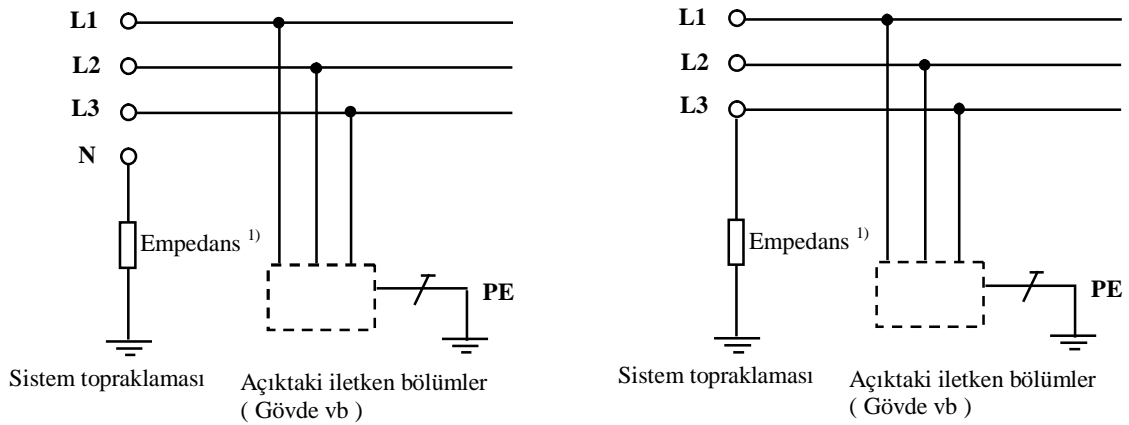 L1
L2
L3
N
Empedans 1)
PE
Sistem topraklaması
Açıktaki iletken bölümler
( Gövde vb )
L1
L2
L3
Empedans 1)
PE
Sistem topraklaması
Açıktaki iletken bölümler
( Gövde vb )